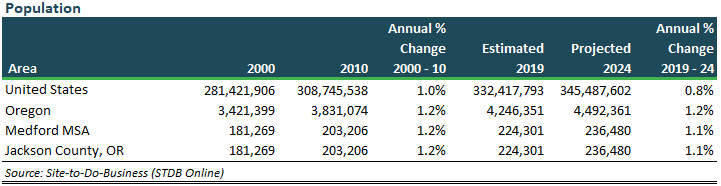 Population
Annual % Annual %
Change Estimated Projected Change
Area 2000 2010 2000 - 10 2019 2024 2019 - 24
United States 281,421,906 308,745,538 1.0% 332,417,793 345,487,602 0.8%
Oregon 3,421,399 3,831,074 1.2% 4,246,351 4,492,361 1.2%
Medford MSA 181,269 203,206 1.2% 224,301 236,480 1.1%
Jackson County, OR 181,269 203,206 1.2% 224,301 236,480 1.1%
Source: Site-to-Do-Business (STDB Online)